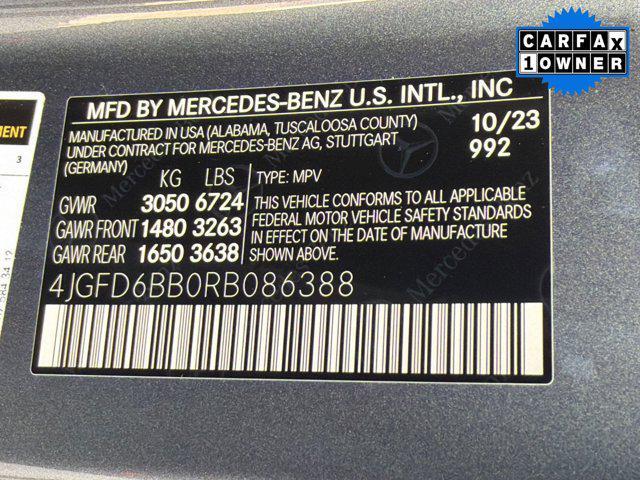 CARFAX
1 OWNER
MFD BY MERCEDES-BENZ U.S. INTL., INC
MANUFACTURED IN USA (ALABAMA, TUSCALOOSA COUNTY) 10/23
UNDER CONTRACT FOR MERCEDES-BENZ AG, STUTTGART 992
(GERMANY)
KG LBS TYPE: MPV
GVWR 3050 6724
GAWR FRONT 1480 3263
GAWR REAR 1650 3638
THIS VEHICLE CONFORMS TO ALL APPLICABLE
FEDERAL MOTOR VEHICLE SAFETY STANDARDS
IN EFFECT ON THE DATE OF MANUFACTURE
SHOWN ABOVE.
4JGFD6BB0RB086388
3
Mercedes-Benz